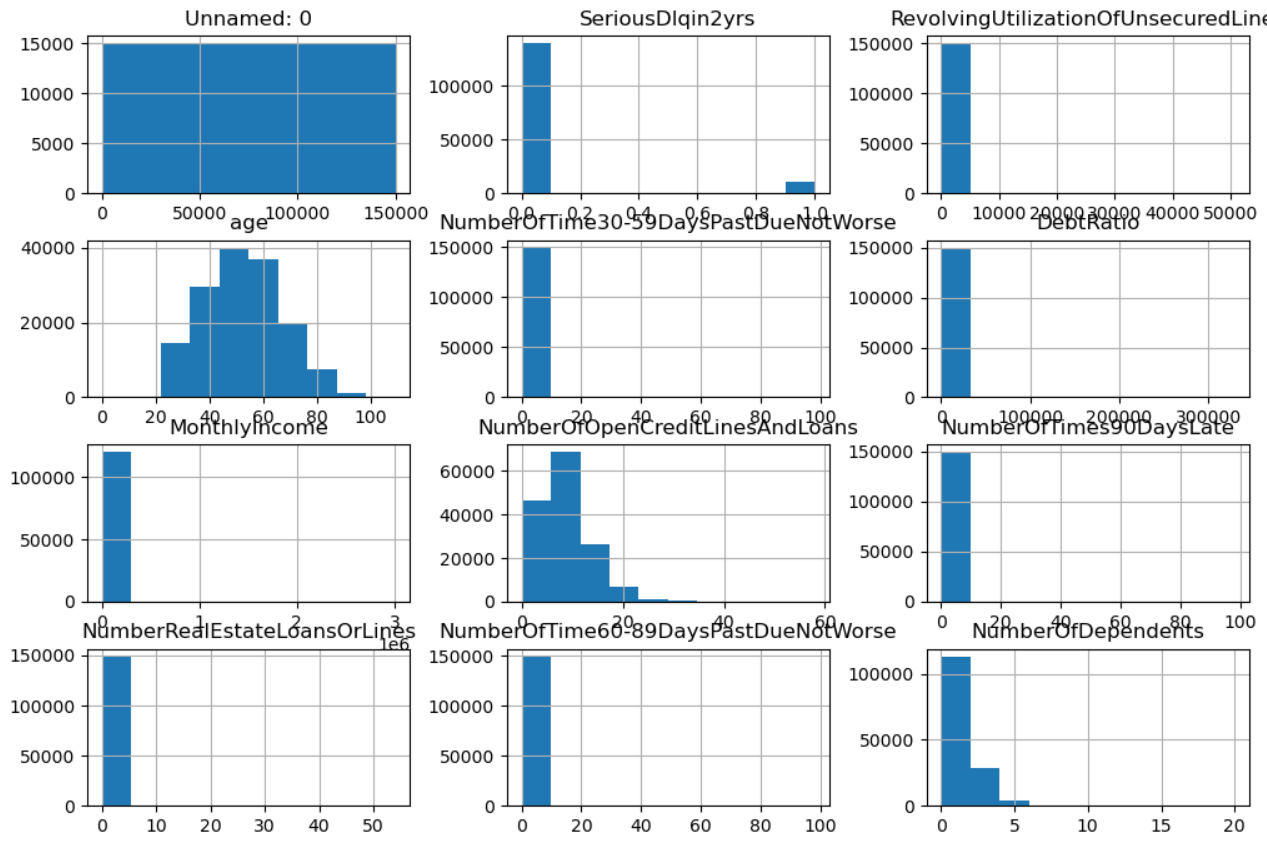 Unnamed: 0 SeriousDlqin2yrs RevolvingUtilizationOfUnsecuredLine
15000 10000 5000 0
0 50000 100000 150000
100000 50000 0
0.0 0.2 0.4 0.6 0.8 1.0
150000 100000 50000 0
0 10000 20000 30000 40000 50000
age NumberOfTime30-59DaysPastDueNotWorse DebtRatio
40000 20000 0
0 20 40 60 80 100
150000 100000 50000 0
0 20 40 60 80 100
150000 100000 50000 0
0 100000 200000 300000
MonthlyIncome NumberOfOpenCreditLinesAndLoans NumberOfTimes90DaysLate
100000 50000 0
0 1 2 3
1e6
60000 40000 20000 0
0 20 40 60
150000 100000 50000 0
0 20 40 60 80 100
NumberRealEstateLoansOrLines NumberOfTime60-89DaysPastDueNotWorse NumberOfDependents
150000 100000 50000 0
0 10 20 30 40 50
150000 100000 50000 0
0 20 40 60 80 100
100000 50000 0
0 5 10 15 20